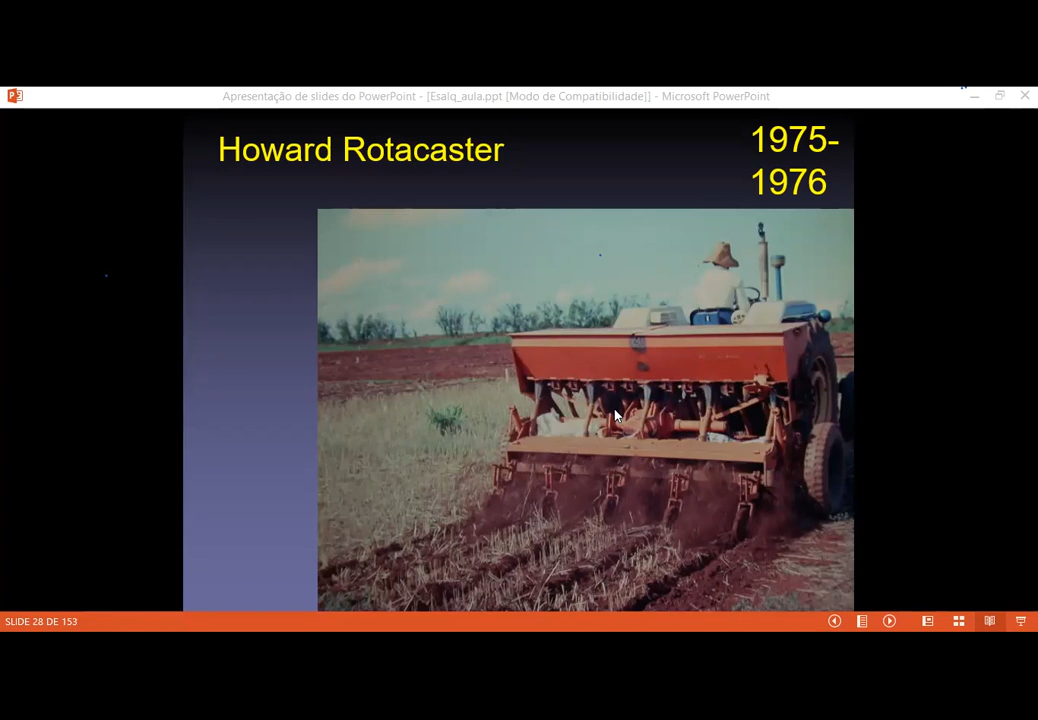 Apresentação de slides do PowerPoint - [Esalq_aula.ppt [Modo de Compatibilidade]] - Microsoft PowerPoint
Howard Rotacaster
1975-
1976
SLIDE 28 DE 153